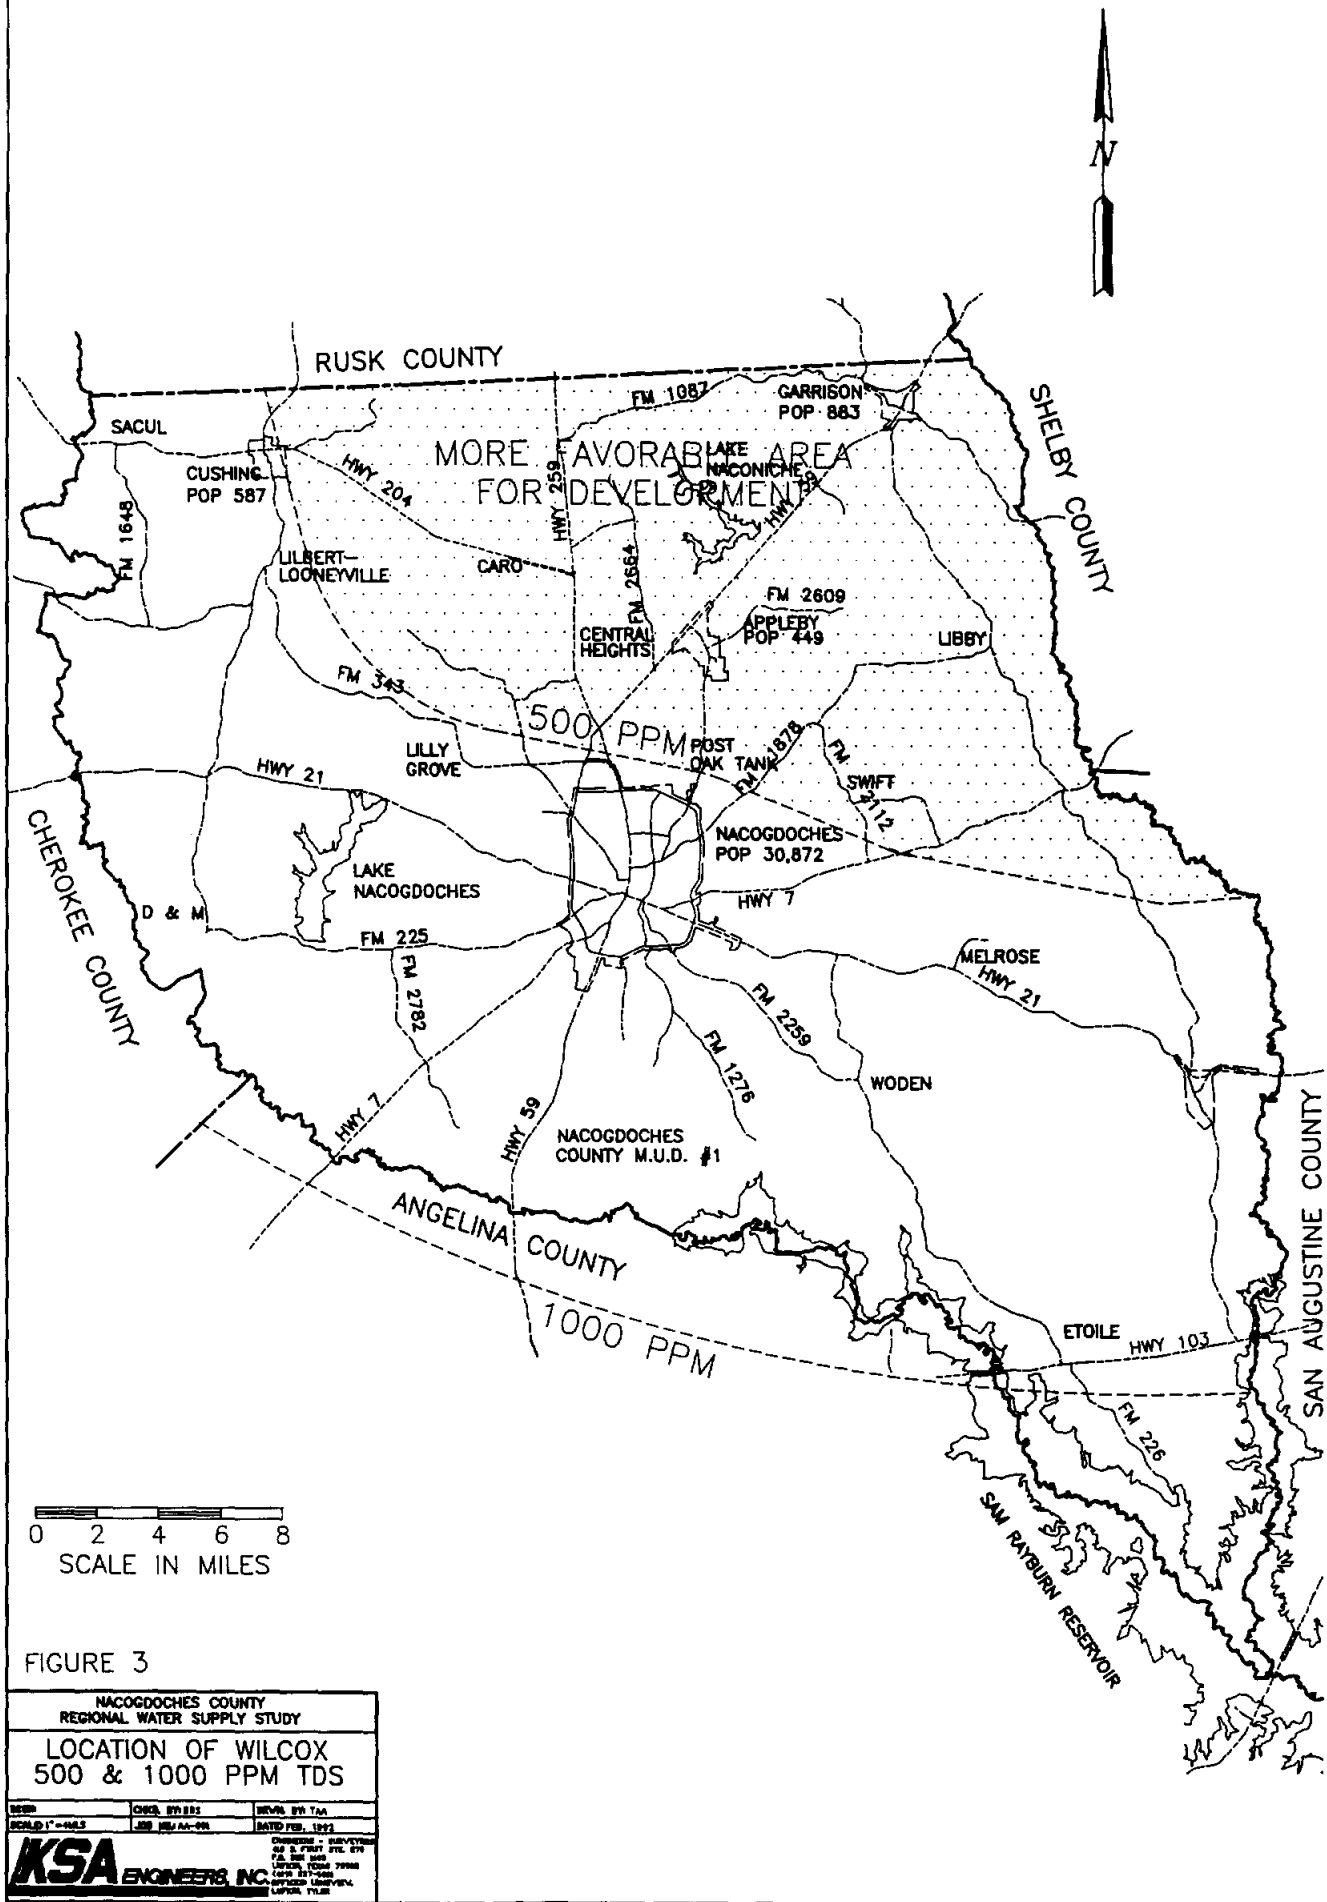 N
RUSK COUNTY
SHELBY COUNTY
FM 1087
GARRISON
POP 883
SACUL
MORE FAVORABLE AREA
FOR DEVELOPMENT
LAKE
NACONICHE
CUSHING
POP 587
HWY 204
HWY 259
HWY 59
FM 1648
LILBERT-
LOONEYVILLE
CARO
FM 2664
FM 2609
APPLEBY
POP 449
CENTRAL
HEIGHTS
LIBBY
FM 343
500 PPM
LILLY
GROVE
POST
OAK TANK
FM 1878
FM 2112
SWIFT
HWY 21
NACOGDOCHES
POP 30,872
CHEROKEE COUNTY
LAKE
NACOGDOCHES
HWY 7
D & M
FM 225
FM 2782
MELROSE
HWY 21
FM 2259
FM 1276
WODEN
HWY 7
HWY 59
NACOGDOCHES
COUNTY M.U.D. #1
SAN AUGUSTINE COUNTY
ANGELINA COUNTY
1000 PPM
ETOILE
HWY 103
FM 226
SAM RAYBURN RESERVOIR
0 2 4 6 8
SCALE IN MILES
FIGURE 3
NACOGDOCHES COUNTY
REGIONAL WATER SUPPLY STUDY
LOCATION OF WILCOX
500 & 1000 PPM TDS
KSA ENGINEERS, INC.